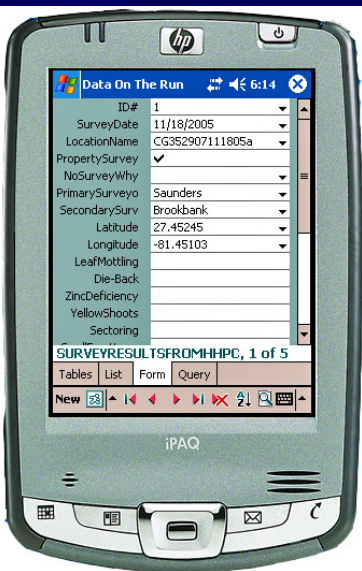 hp
Data On The Run 6:14
ID# 1
SurveyDate 11/18/2005
LocationName CG352907111805a
PropertySurvey
NoSurveyWhy
PrimarySurveyo Saunders
SecondarySurv Brookbank
Latitude 27.45245
Longitude -81.45103
LeafMottling
Die-Back
ZincDeficiency
YellowShoots
Sectoring
SURVEYRESULTSFROMHHPC, 1 of 5
Tables List Form Query
New
iPAQ